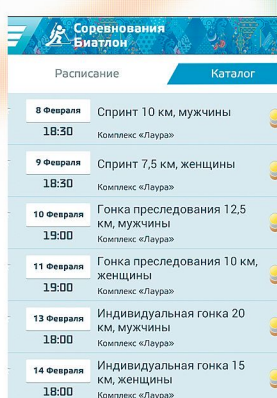 Соревнования
Биатлон
Расписание
Каталог
8 Февраля
18:30
Спринт 10 км, мужчины
Комплекс «Лаура»
9 Февраля
18:30
Спринт 7,5 км, женщины
Комплекс «Лаура»
10 Февраля
19:00
Гонка преследования 12,5
км, мужчины
Комплекс «Лаура»
11 Февраля
19:00
Гонка преследования 10 км,
женщины
Комплекс «Лаура»
13 Февраля
18:00
Индивидуальная гонка 20
км, мужчины
Комплекс «Лаура»
14 Февраля
18:00
Индивидуальная гонка 15
км, женщины
Комплекс «Лаура»